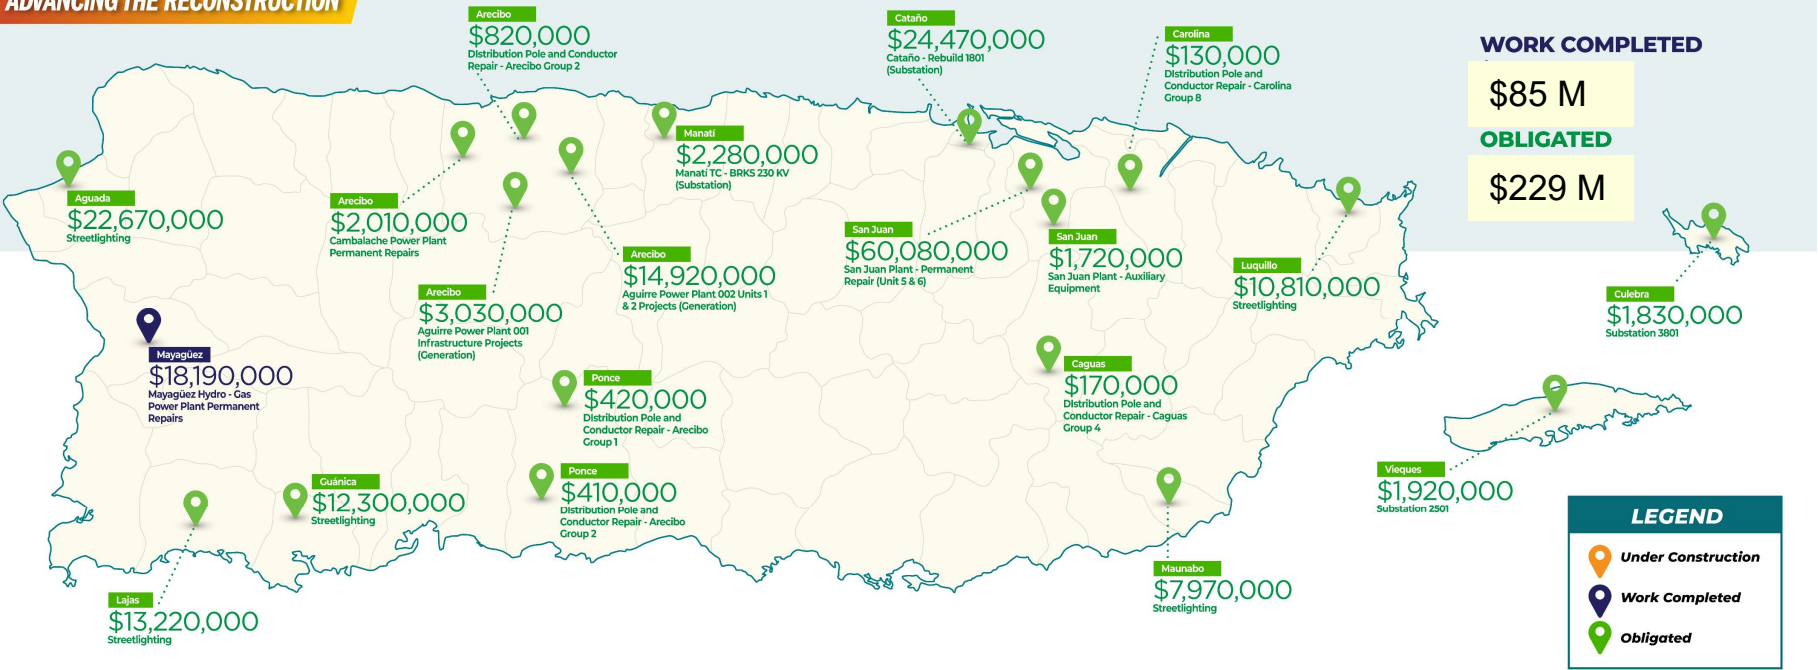 ADVANCING THE RECONSTRUCTION
Arecibo
$820,000
DIstribution Pole and Conductor
Repair - Arecibo Group 2
Cataño
$24,470,000
Cataño - Rebuild 1801
(Substation)
Carolina
$130,000
DIstribution Pole and
Conductor Repair - Carolina
Group 8
WORK COMPLETED
$85 M
OBLIGATED
$229 M
Manatí
$2,280,000
Manatí TC - BRKS 230 KV
(Substation)
Aguada
$22,670,000
Streetlighting
Arecibo
$2,010,000
Cambalache Power Plant
Permanent Repairs
Arecibo
$14,920,000
Aguirre Power Plant 002 Units 1
& 2 Projects (Generation)
San Juan
$60,080,000
San Juan Plant - Permanent
Repair (Unit 5 & 6)
San Juan
$1,720,000
San Juan Plant - Auxiliary
Equipment
Luquillo
$10,810,000
Streetlighting
Culebra
$1,830,000
Substation 3801
Arecibo
$3,030,000
Aguirre Power Plant 001
Infrastructure Projects
(Generation)
Mayagüez
$18,190,000
Mayagüez Hydro - Gas
Power Plant Permanent
Repairs
Ponce
$420,000
DIstribution Pole and
Conductor Repair - Arecibo
Group 1
Caguas
$170,000
DIstribution Pole and
Conductor Repair - Caguas
Group 4
Guánica
$12,300,000
Streetlighting
Ponce
$410,000
DIstribution Pole and
Conductor Repair - Arecibo
Group 2
Vieques
$1,920,000
Substation 2501
Maunabo
$7,970,000
Streetlighting
Lajas
$13,220,000
Streetlighting
LEGEND
Under Construction
Work Completed
Obligated